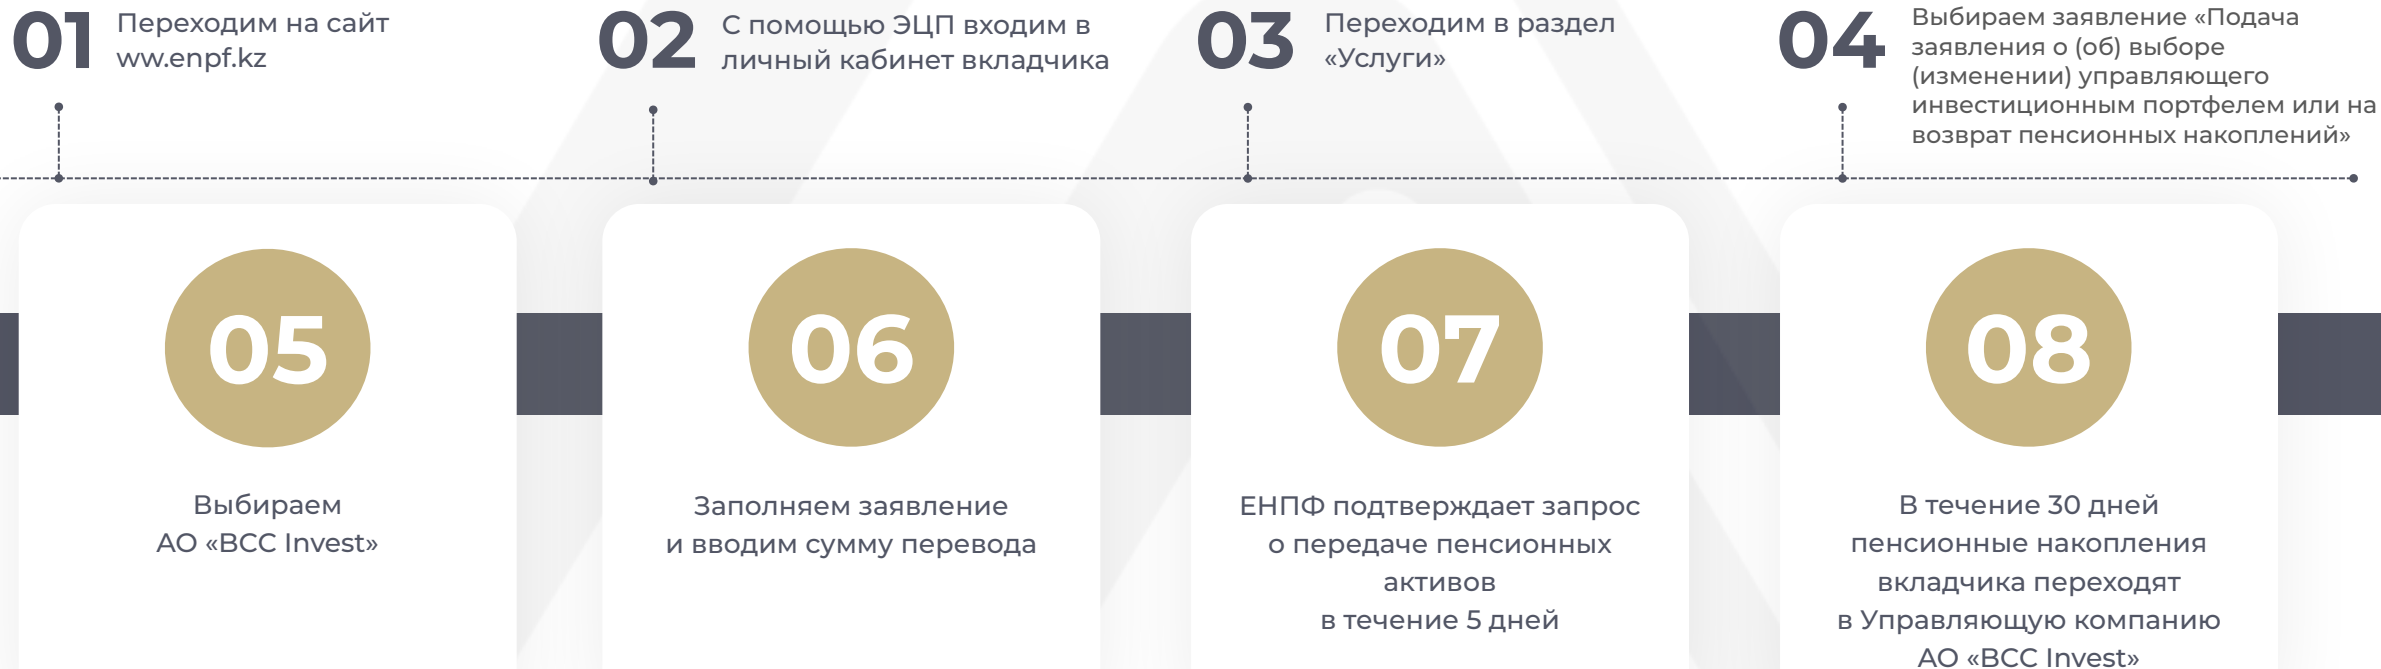 01
Переходим на сайт
ww.enpf.kz
02
С помощью ЭЦП входим в
личный кабинет вкладчика
03
Переходим в раздел
«Услуги»
04
Выбираем заявление «Подача
заявления о (об) выборе
(изменении) управляющего
инвестиционным портфелем или на
возврат пенсионных накоплений»
05
Выбираем
АО «BCC Invest»
06
Заполняем заявление
и вводим сумму перевода
07
ЕНПФ подтверждает запрос
о передаче пенсионных
активов
в течение 5 дней
08
В течение 30 дней
пенсионные накопления
вкладчика переходят
в Управляющую компанию
АО «BCC Invest»